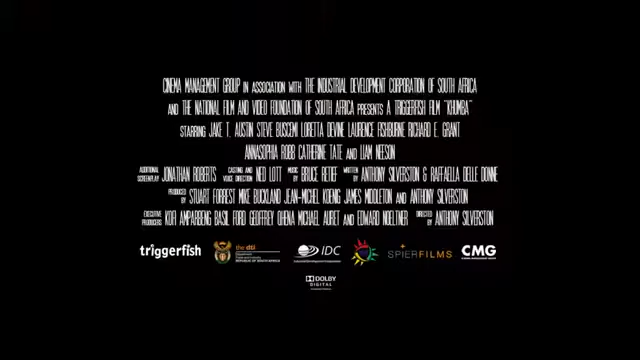 CINEMA MANAGEMENT GROUP IN ASSOCIATION WITH THE INDUSTRIAL DEVELOPMENT CORPORATION OF SOUTH AFRICA
AND THE NATIONAL FILM AND VIDEO FOUNDATION OF SOUTH AFRICA PRESENTS A TRIGGERFISH FILM "KHUMBA"
STARRING JAKE T. AUSTIN STEVE BUSCEMI LORETTA DEVINE LAURENCE FISHBURNE RICHARD E. GRANT
ANNASOPHIA ROBB CATHERINE TATE AND LIAM NEESON
ADDITIONAL SCREENPLAY JONATHAN ROBERTS CASTING AND VOICE DIRECTION NED LOTT MUSIC BY BRUCE RETIEF WRITTEN BY ANTHONY SILVERSTON & RAFFAELLA DELLE DONNE
PRODUCED BY STUART FORREST MIKE BUCKLAND JEAN-MICHEL KOENIG JAMES MIDDLETON AND ANTHONY SILVERSTON
EXECUTIVE PRODUCERS KOFI AMPARBENG BASIL FORD GEOFFREY QHENA MICHAEL AURET AND EDWARD NOELTNER DIRECTED BY ANTHONY SILVERSTON
triggerfish the dti REPUBLIC OF SOUTH AFRICA IDC SPIERFILMS CMG
DOLBY
DIGITAL